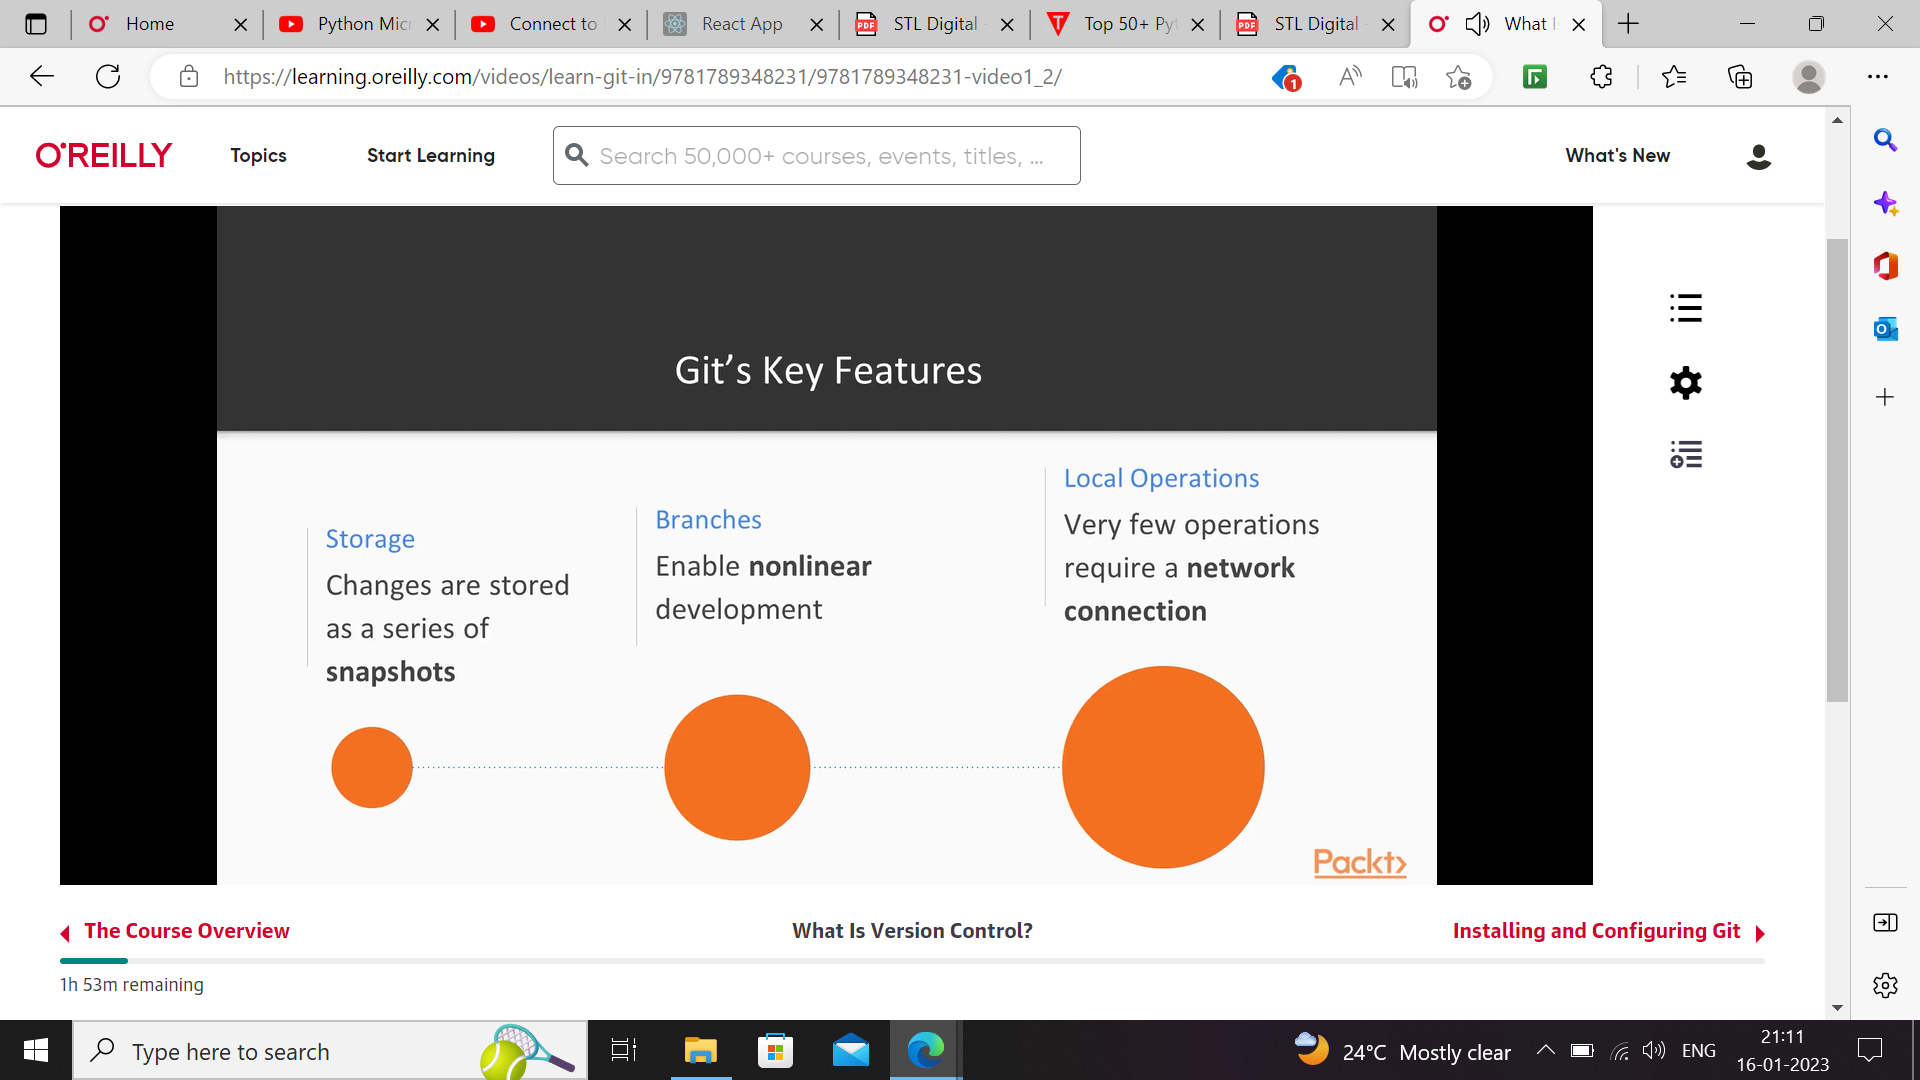 Home
Python Micr
Connect to
React App
STL Digital
Top 50+ Pyt
STL Digital
What I
https://learning.oreilly.com/videos/learn-git-in/9781789348231/9781789348231-video1_2/
1
O'REILLY
Topics
Start Learning
Search 50,000+ courses, events, titles, ...
What's New
Git’s Key Features
Storage
Changes are stored
as a series of
snapshots
Branches
Enable nonlinear
development
Local Operations
Very few operations
require a network
connection
Packt>
The Course Overview
What Is Version Control?
Installing and Configuring Git
1h 53m remaining
Type here to search
24°C Mostly clear
ENG
21:11
16-01-2023